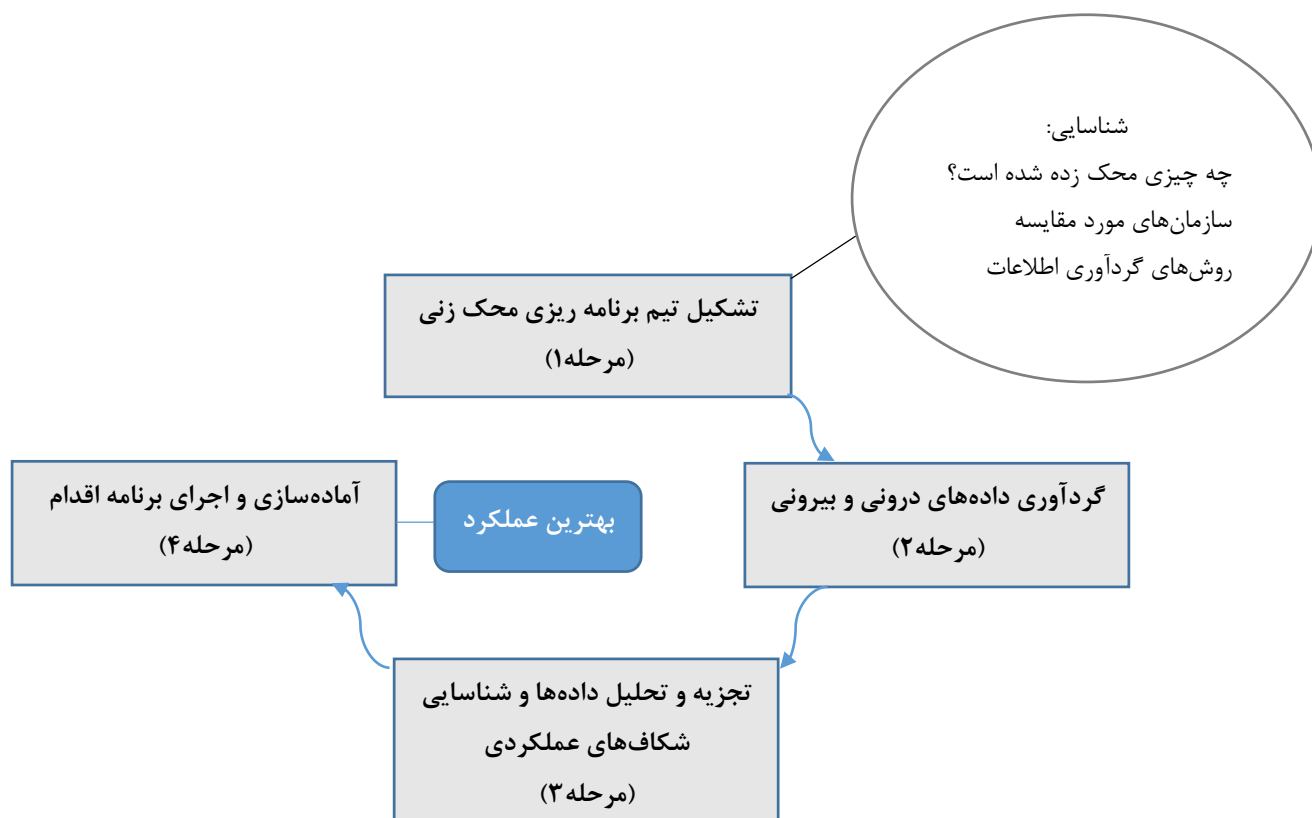 شناسایی:
چه چیزی محک زده شده است؟
سازمان‌های مورد مقایسه
روش‌های گردآوری اطلاعات
تشکیل تیم برنامه ریزی محک زنی
(مرحله۱)
گردآوری داده‌های درونی و بیرونی
(مرحله۲)
تجزیه و تحلیل داده‌ها و شناسایی
شکاف‌های عملکردی
(مرحله۳)
آماده‌سازی و اجرای برنامه اقدام
(مرحله۴)
بهترین عملکرد